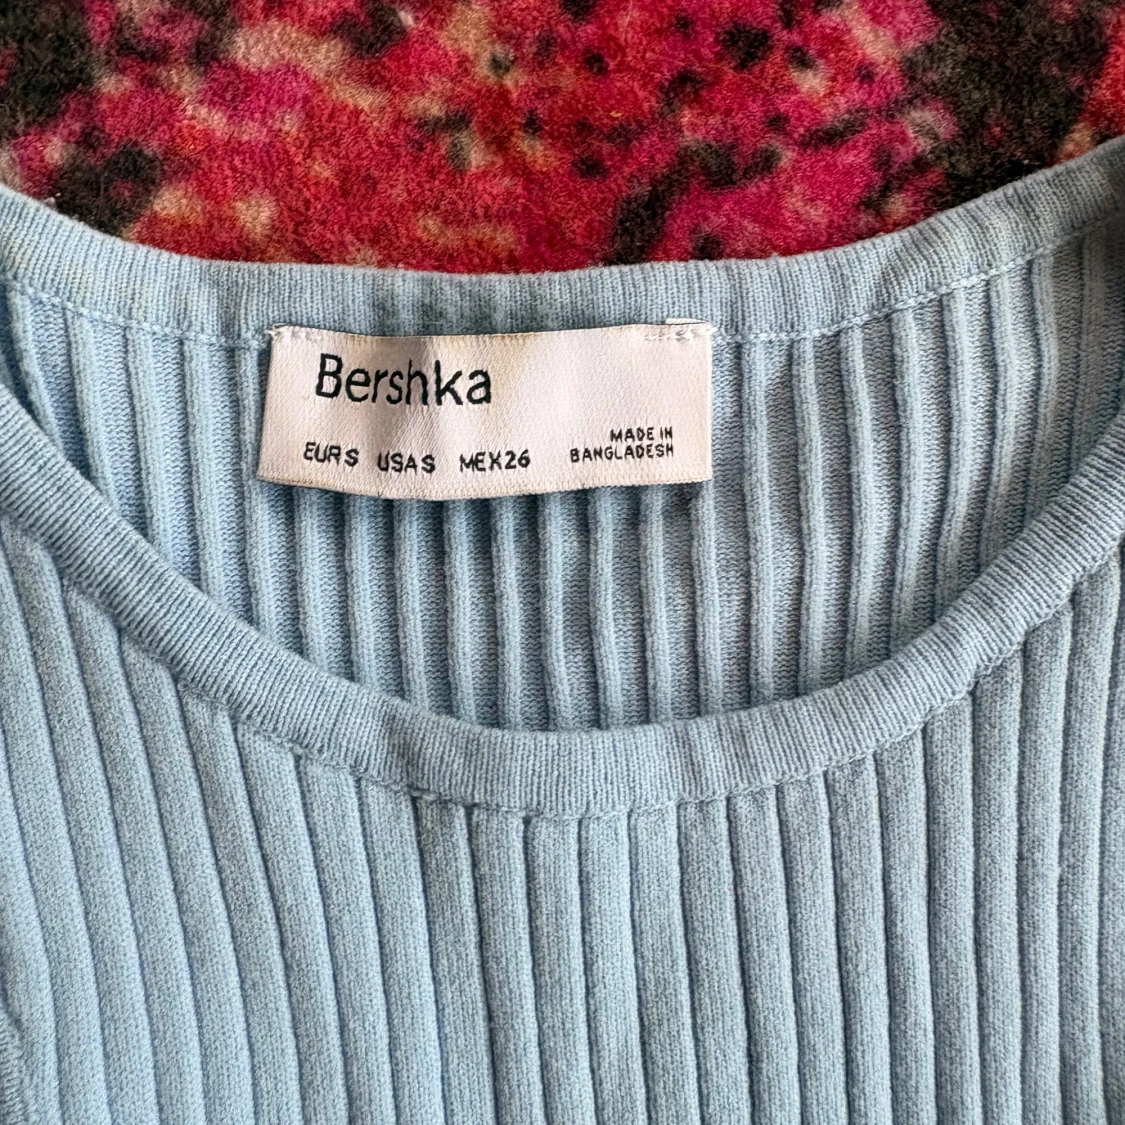 Bershka
EUR S USA S MEX 26
MADE IN
BANGLADESH